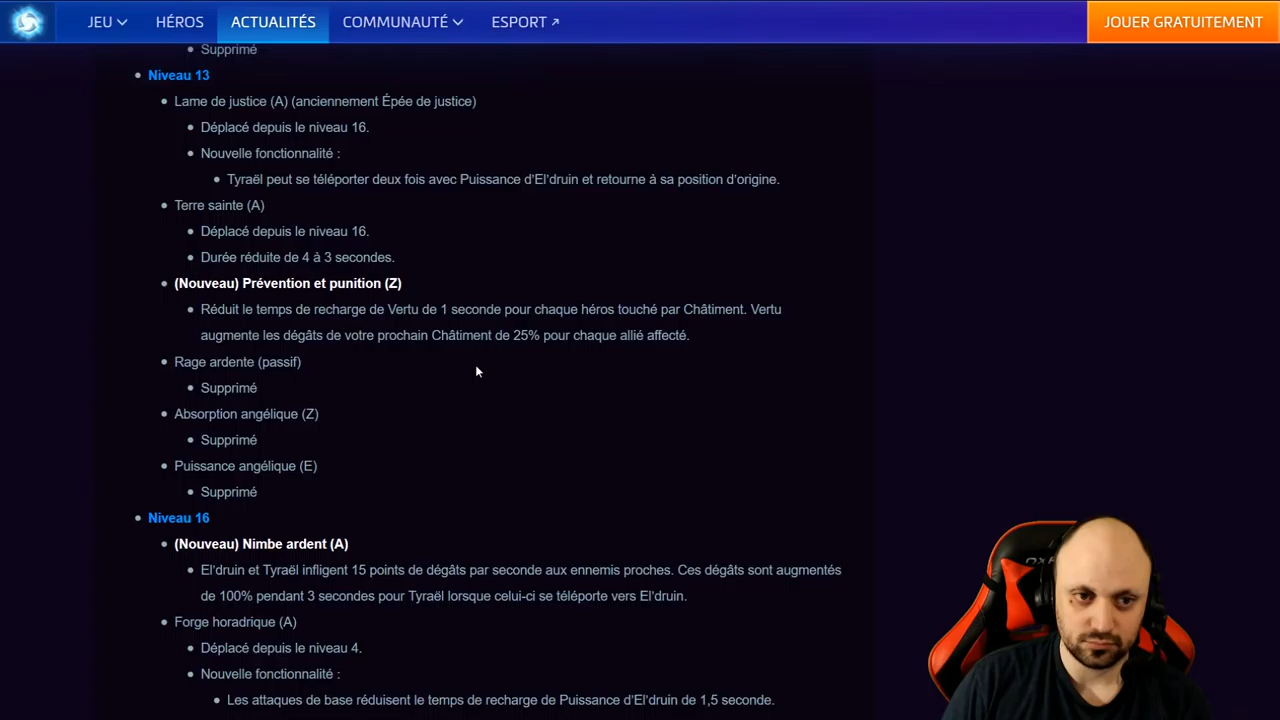 JEU HÉROS ACTUALITÉS COMMUNAUTÉ ESPORT JOUER GRATUITEMENT
Supprimé
Niveau 13
Lame de justice (A) (anciennement Épée de justice)
Déplacé depuis le niveau 16.
Nouvelle fonctionnalité :
Tyraël peut se téléporter deux fois avec Puissance d'El'druin et retourne à sa position d'origine.
Terre sainte (A)
Déplacé depuis le niveau 16.
Durée réduite de 4 à 3 secondes.
(Nouveau) Prévention et punition (Z)
Réduit le temps de recharge de Vertu de 1 seconde pour chaque héros touché par Châtiment. Vertu
augmente les dégâts de votre prochain Châtiment de 25% pour chaque allié affecté.
Rage ardente (passif)
Supprimé
Absorption angélique (Z)
Supprimé
Puissance angélique (E)
Supprimé
Niveau 16
(Nouveau) Nimbe ardent (A)
El'druin et Tyraël infligent 15 points de dégâts par seconde aux ennemis proches. Ces dégâts sont augmentés
de 100% pendant 3 secondes pour Tyraël lorsque celui-ci se téléporte vers El'druin.
Forge horadrique (A)
Déplacé depuis le niveau 4.
Nouvelle fonctionnalité :
Les attaques de base réduisent le temps de recharge de Puissance d'El'druin de 1,5 seconde.